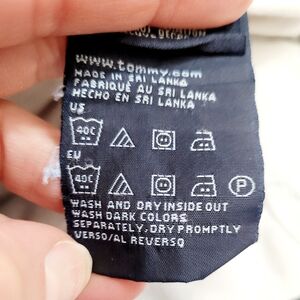 www.tommy.com
MADE IN SRI LANKA
FABRIQUÉ AU SRI LANKA
HECHO EN SRI LANKA
US
40C
EU
40C
P
WASH AND DRY INSIDE OUT
WASH DARK COLORS
SEPARATELY, DRY PROMPTLY
VERSO/AL REVERSO